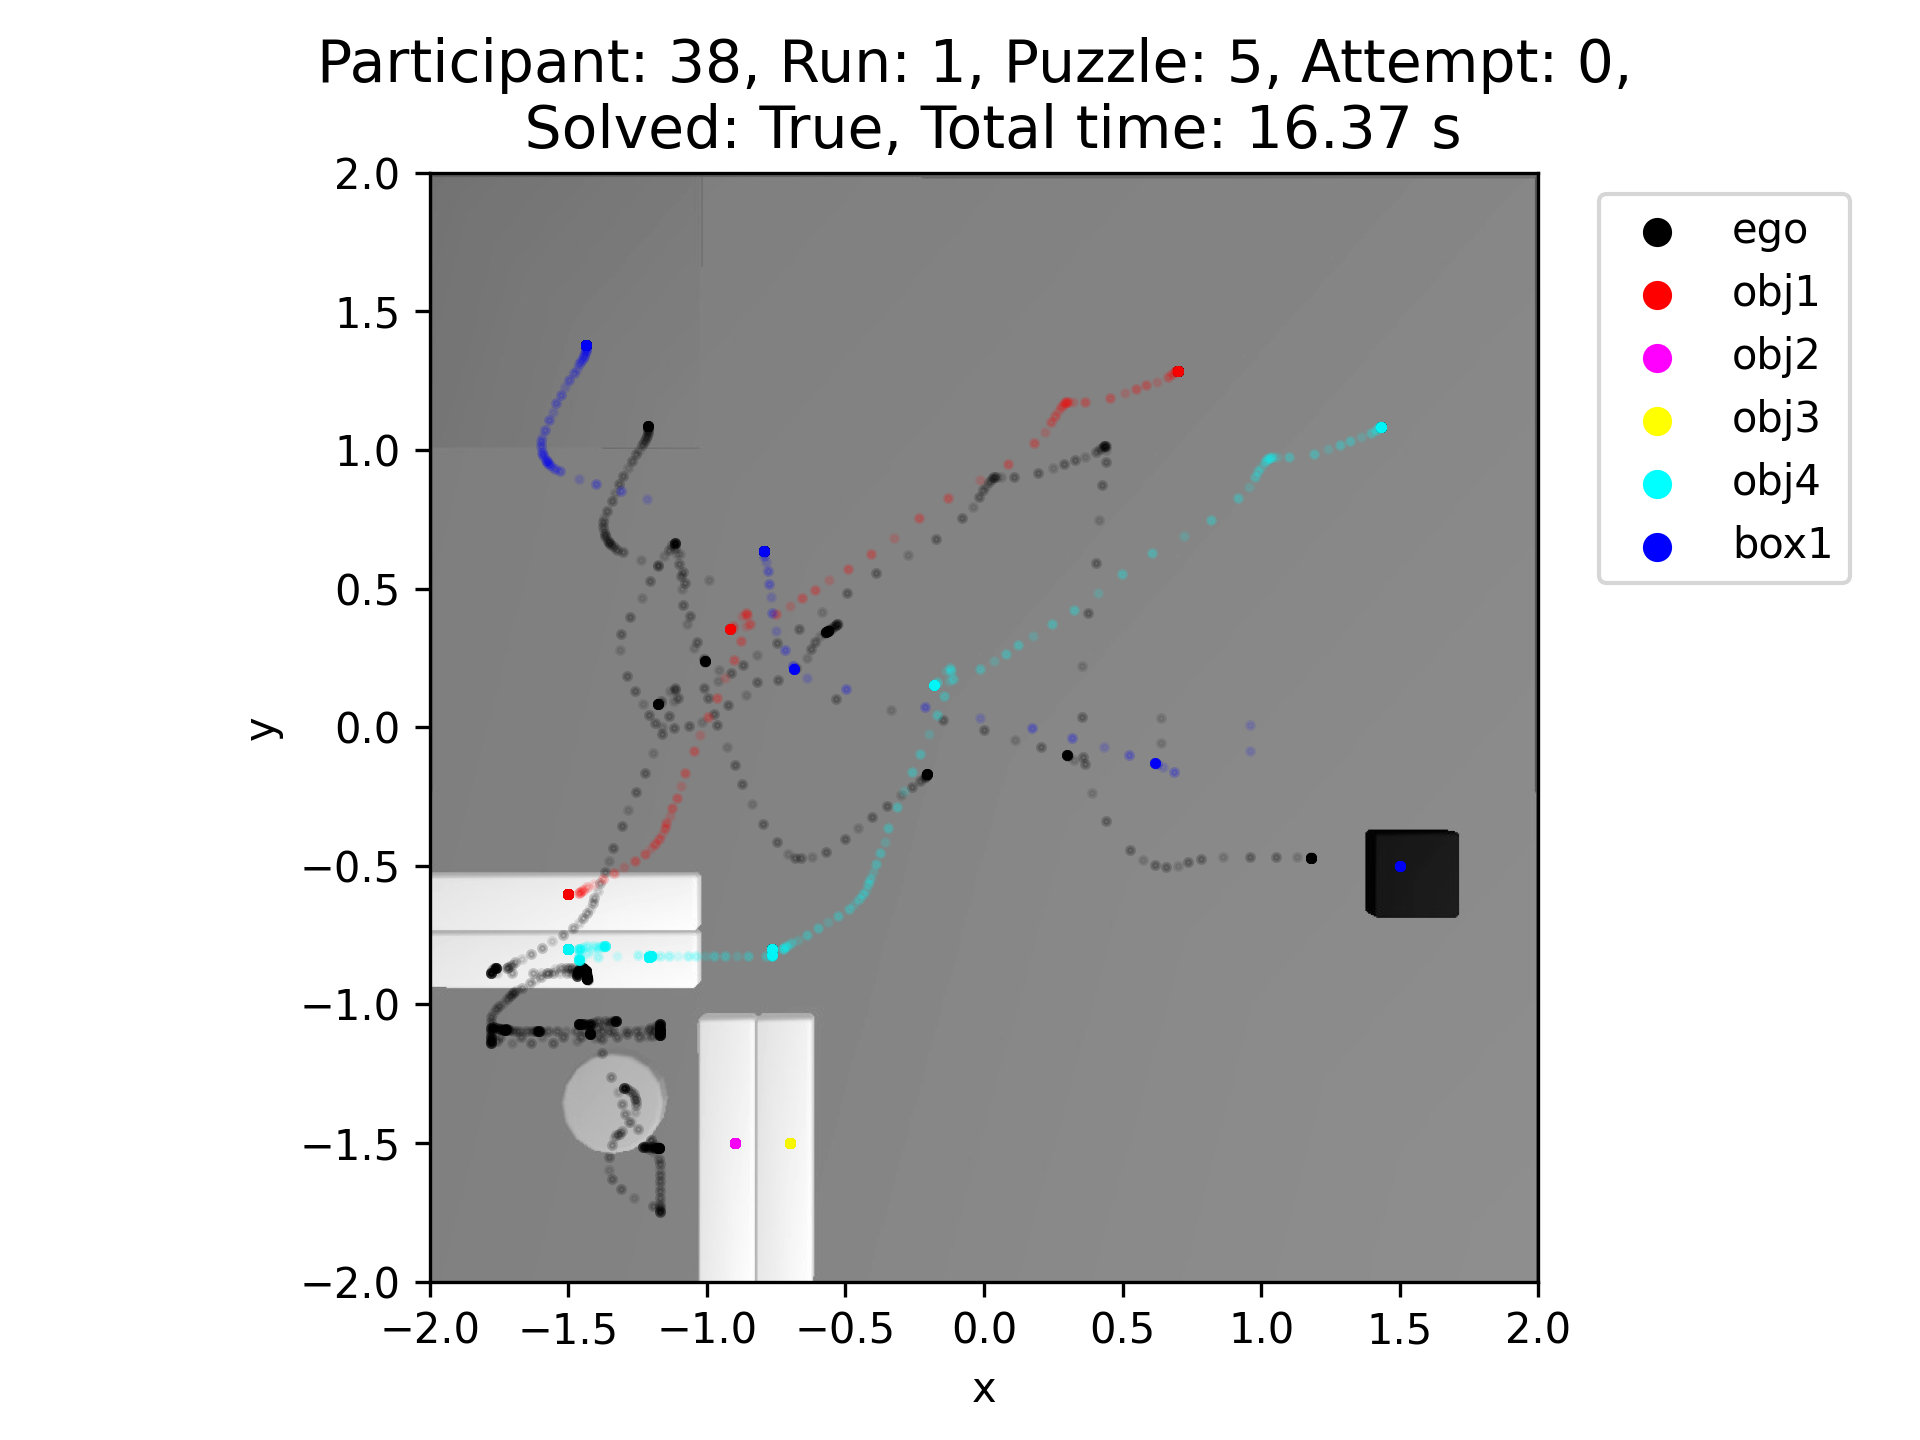 Participant: 38, Run: 1, Puzzle: 5, Attempt: 0,
Solved: True, Total time: 16.37 s
2.0
1.5
1.0
0.5
0.0
−0.5
−1.0
−1.5
−2.0
y
−2.0 −1.5 −1.0 −0.5 0.0 0.5 1.0 1.5 2.0
x
ego
obj1
obj2
obj3
obj4
box1